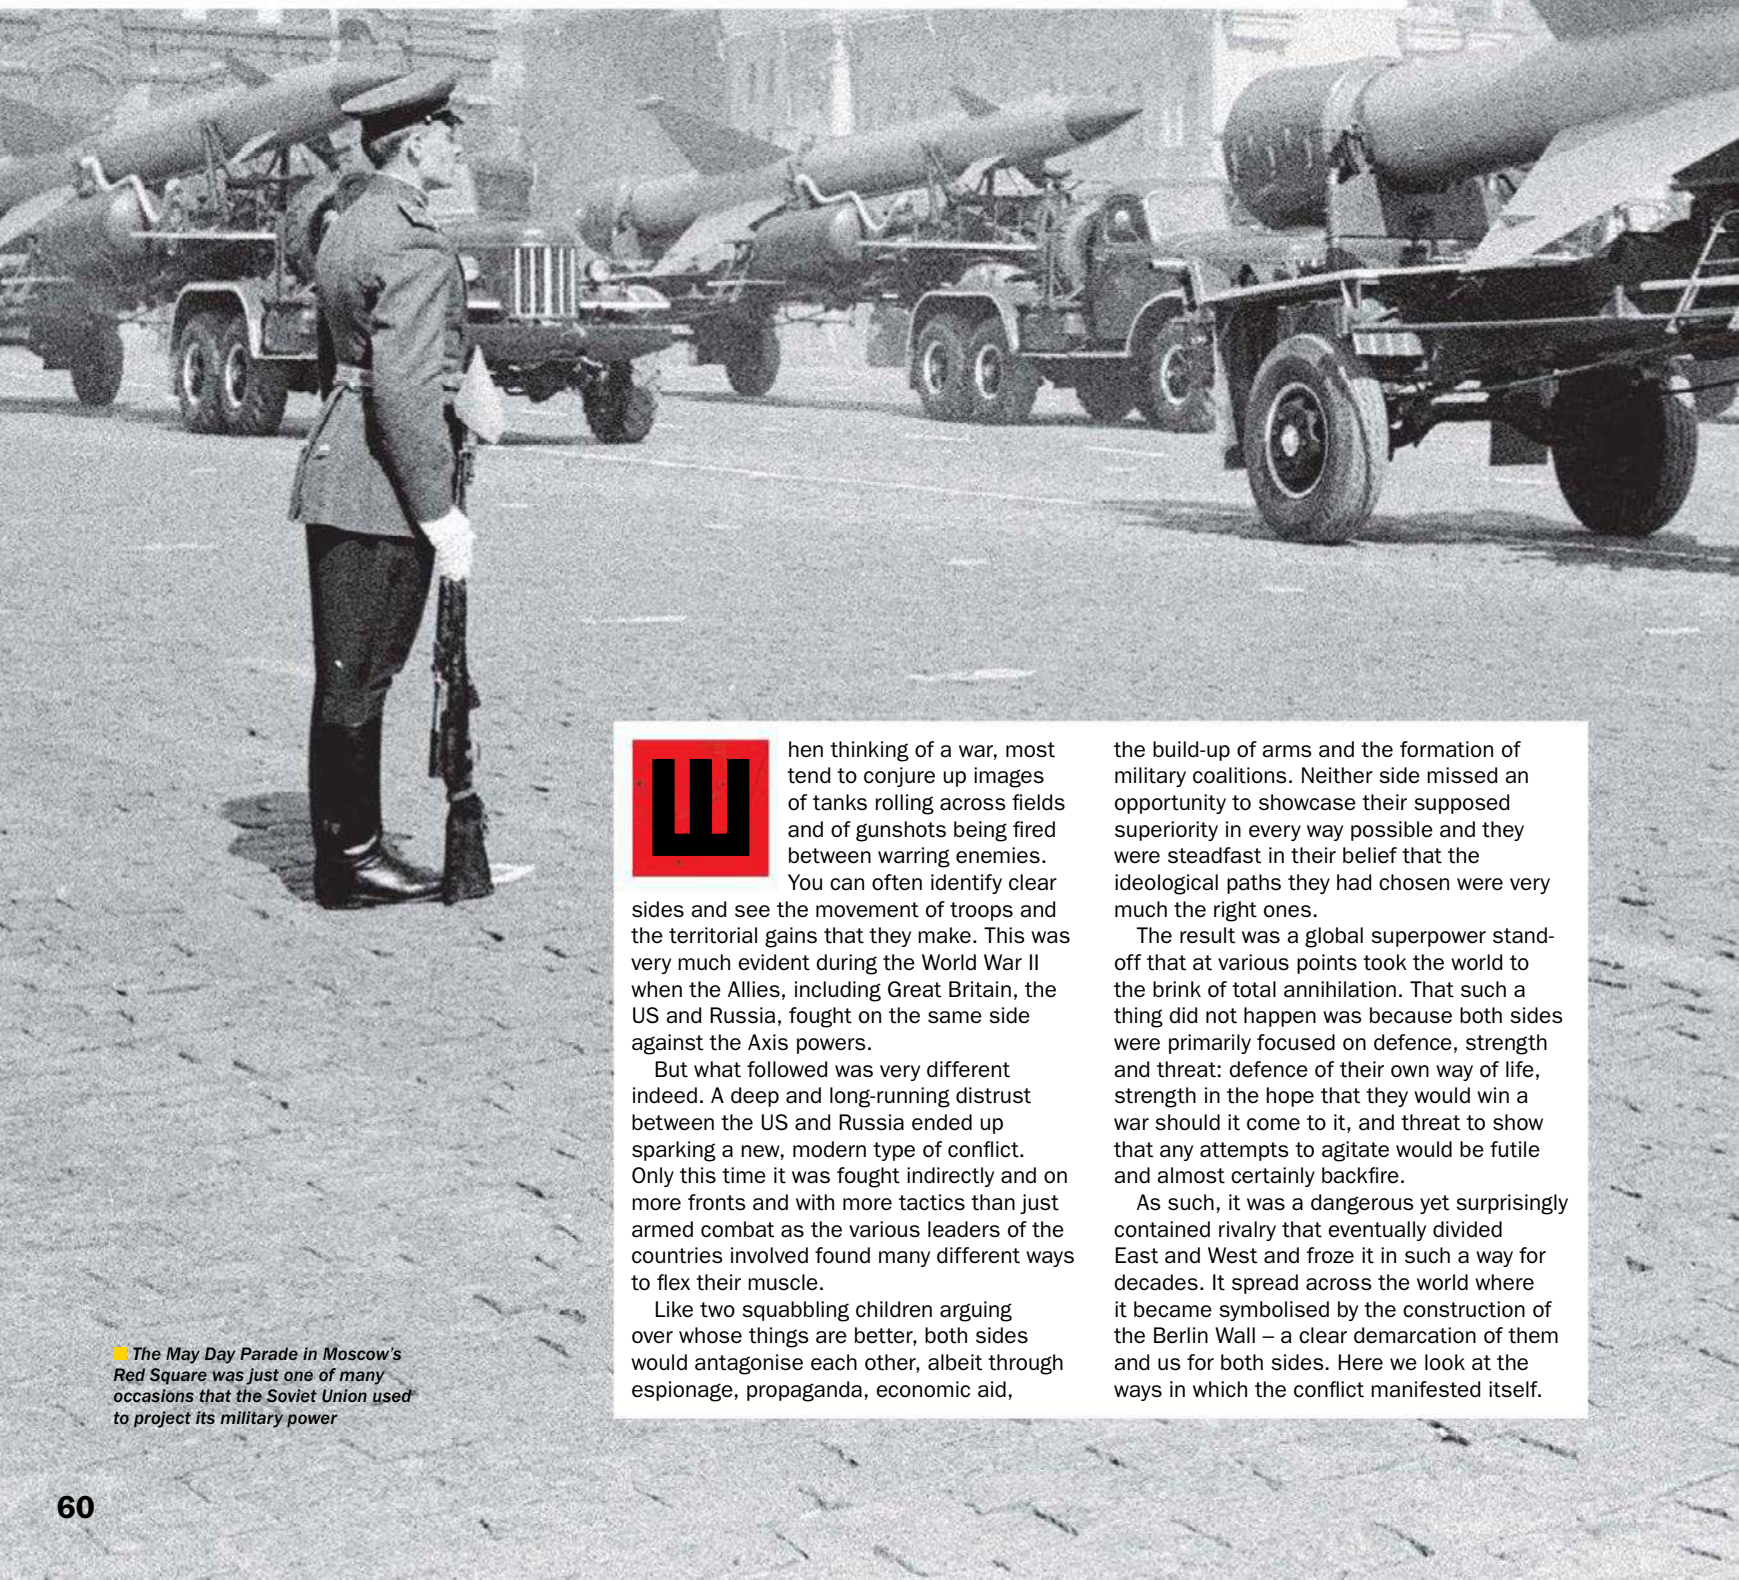 When thinking of a war, most
tend to conjure up images
of tanks rolling across fields
and of gunshots being fired
between warring enemies.
You can often identify clear
sides and see the movement of troops and
the territorial gains that they make. This was
very much evident during the World War II
when the Allies, including Great Britain, the
US and Russia, fought on the same side
against the Axis powers.
But what followed was very different
indeed. A deep and long-running distrust
between the US and Russia ended up
sparking a new, modern type of conflict.
Only this time it was fought indirectly and on
more fronts and with more tactics than just
armed combat as the various leaders of the
countries involved found many different ways
to flex their muscle.
Like two squabbling children arguing
over whose things are better, both sides
would antagonise each other, albeit through
espionage, propaganda, economic aid,
the build-up of arms and the formation of
military coalitions. Neither side missed an
opportunity to showcase their supposed
superiority in every way possible and they
were steadfast in their belief that the
ideological paths they had chosen were very
much the right ones.
The result was a global superpower stand-
off that at various points took the world to
the brink of total annihilation. That such a
thing did not happen was because both sides
were primarily focused on defence, strength
and threat: defence of their own way of life,
strength in the hope that they would win a
war should it come to it, and threat to show
that any attempts to agitate would be futile
and almost certainly backfire.
As such, it was a dangerous yet surprisingly
contained rivalry that eventually divided
East and West and froze it in such a way for
decades. It spread across the world where
it became symbolised by the construction of
the Berlin Wall – a clear demarcation of them
and us for both sides. Here we look at the
ways in which the conflict manifested itself.
The May Day Parade in Moscow's
Red Square was just one of many
occasions that the Soviet Union used
to project its military power
60